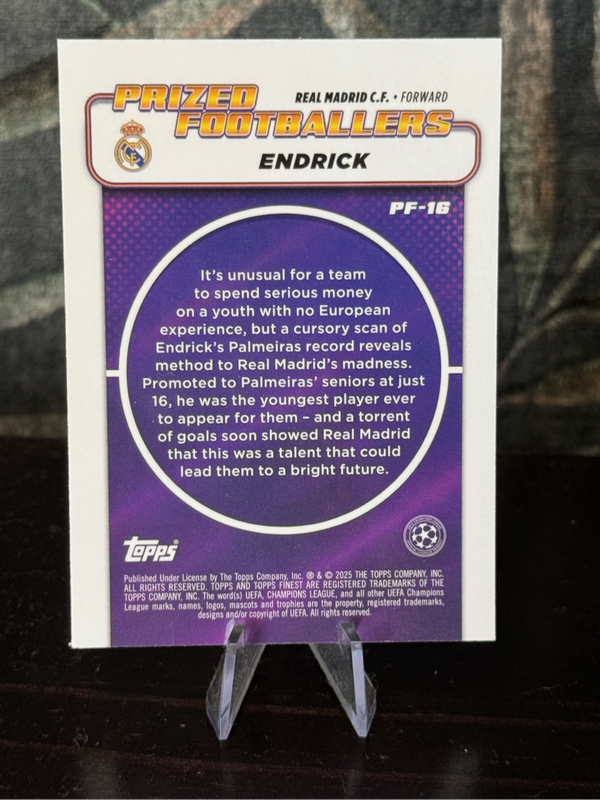 PRIZED
REAL MADRID C.F. • FORWARD
FOOTBALLERS
ENDRICK
PF-16
It's unusual for a team
to spend serious money
on a youth with no European
experience, but a cursory scan of
Endrick's Palmeiras record reveals
method to Real Madrid's madness.
Promoted to Palmeiras' seniors at just
16, he was the youngest player ever
to appear for them – and a torrent
of goals soon showed Real Madrid
that this was a talent that could
lead them to a bright future.
topps®
Published Under License by The Topps Company, Inc. ® & © 2025 THE TOPPS COMPANY, INC.
ALL RIGHTS RESERVED. TOPPS AND TOPPS FINEST ARE REGISTERED TRADEMARKS OF THE
TOPPS COMPANY, INC. The word(s) UEFA, CHAMPIONS LEAGUE, and all other UEFA Champions
League marks, names, logos, mascots and trophies are the property, registered trademarks,
designs and/or copyright of UEFA. All rights reserved.